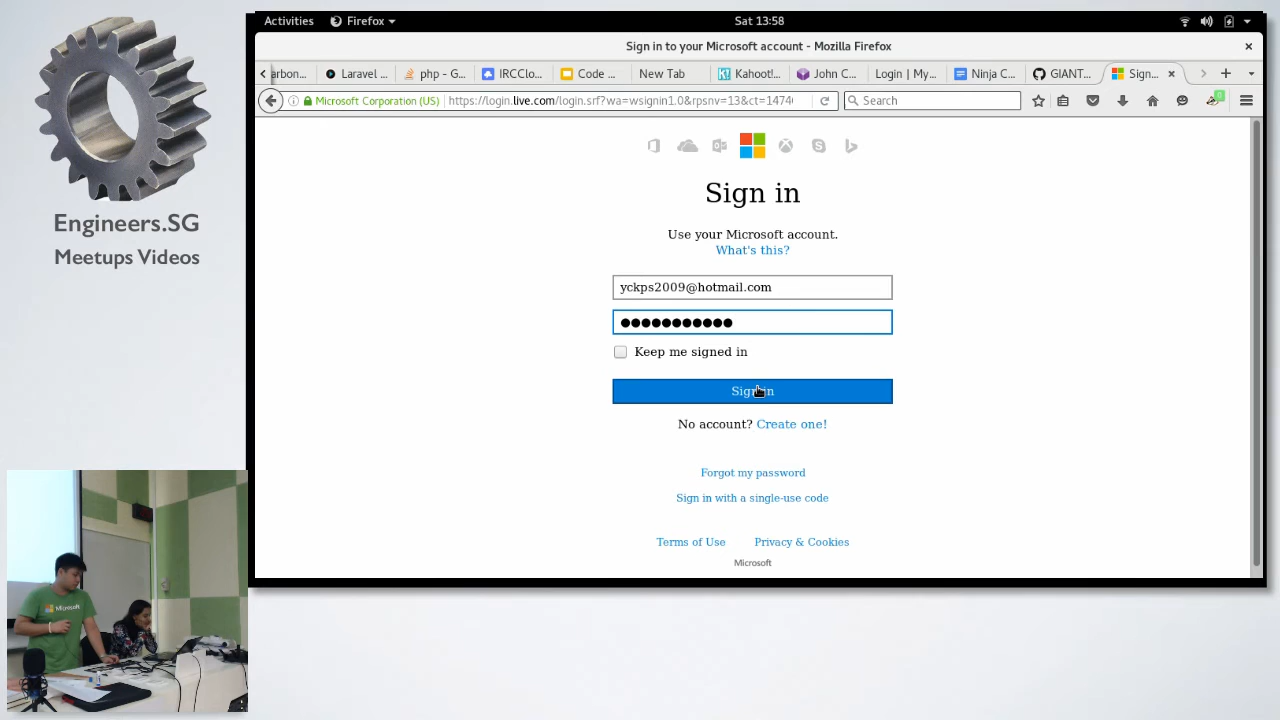 Activities
Firefox
Sat 13:58
Sign in to your Microsoft account - Mozilla Firefox
arbon...
Laravel ...
php - G...
IRCClo...
Code ...
New Tab
Kahoot!...
John C...
Login | My...
Ninja C...
GIANT...
Sign...
Microsoft Corporation (US)
https://login.live.com/login.srf?wa=wsignin1.0&rpsnv=13&ct=1474
Search
0
Sign in
Use your Microsoft account.
What's this?
yckps2009@hotmail.com
Keep me signed in
Sign in
No account? Create one!
Forgot my password
Sign in with a single-use code
Terms of Use
Privacy & Cookies
Microsoft
Engineers.SG
Meetups Videos
Microsoft